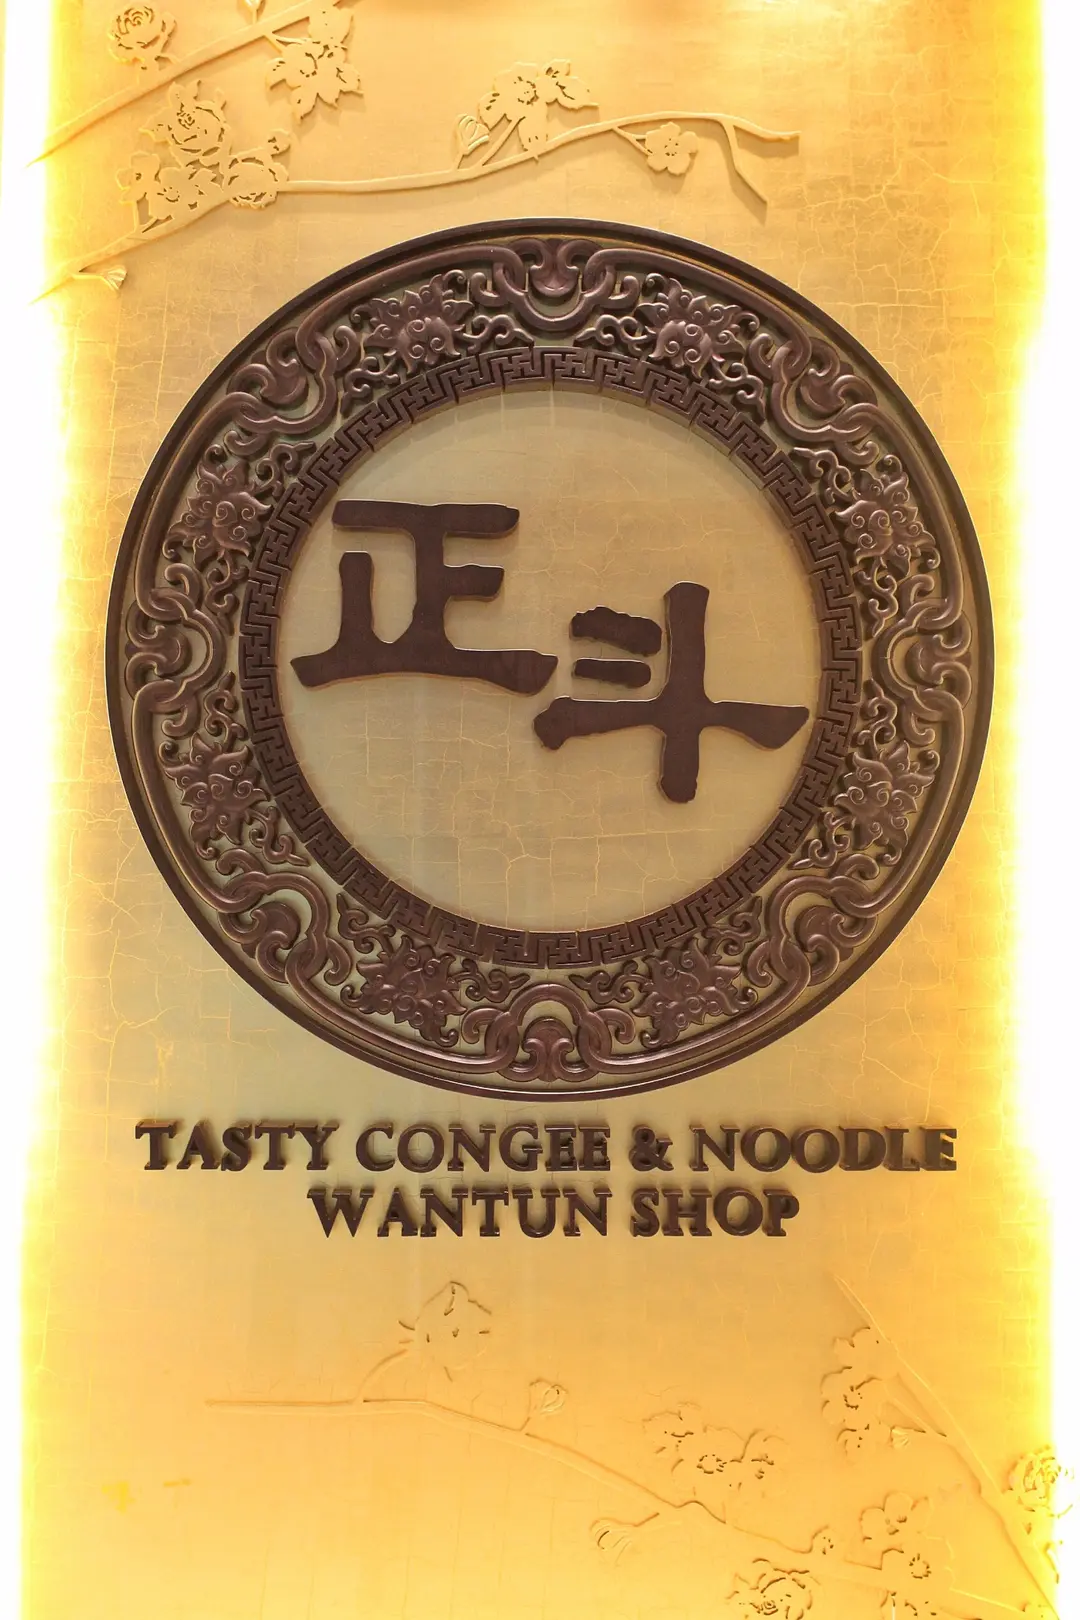 正斗
TASTY CONGEE & NOODLE
WANTUN SHOP